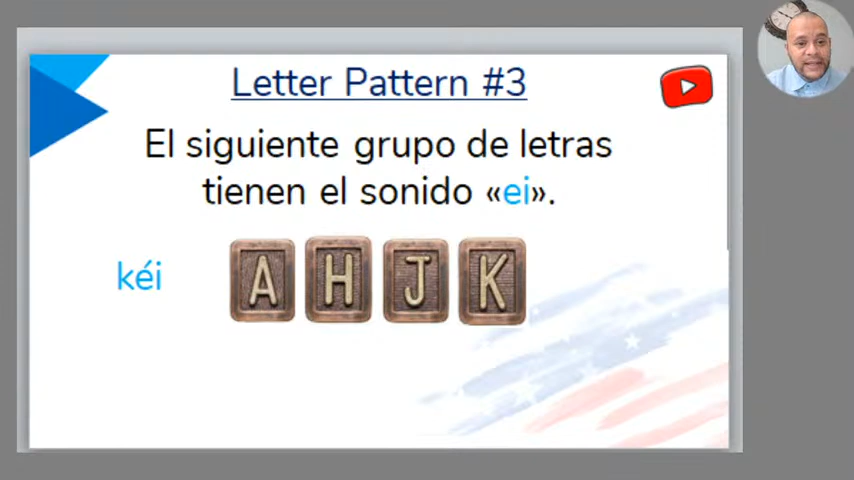 Letter Pattern #3
El siguiente grupo de letras
tienen el sonido «ei».
kéi
A H J K